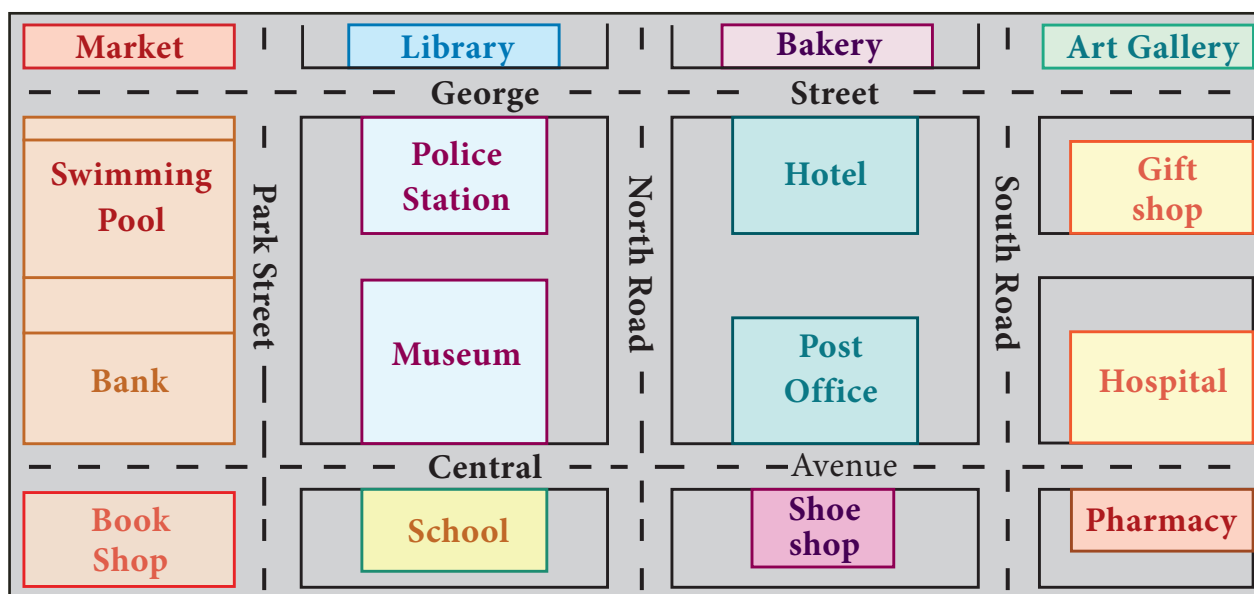 Market
Library
Bakery
Art Gallery
George Street
Swimming
Pool
Police
Station
Hotel
Gift
shop
Park Street
North Road
South Road
Bank
Museum
Post
Office
Hospital
Central Avenue
Book
Shop
School
Shoe
shop
Pharmacy